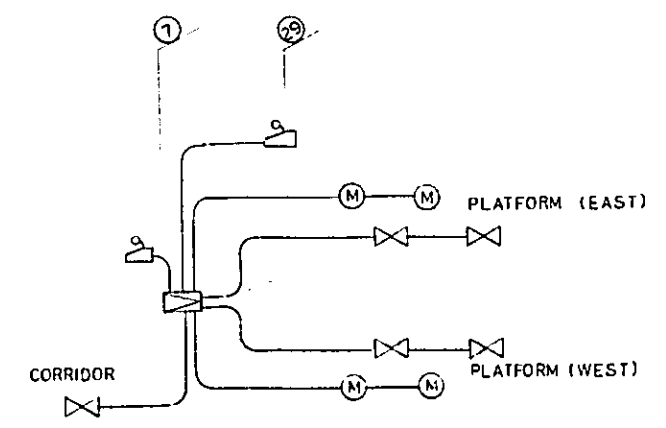 7 29
M M
PLATFORM (EAST)
PLATFORM (WEST)
CORRIDOR
M M